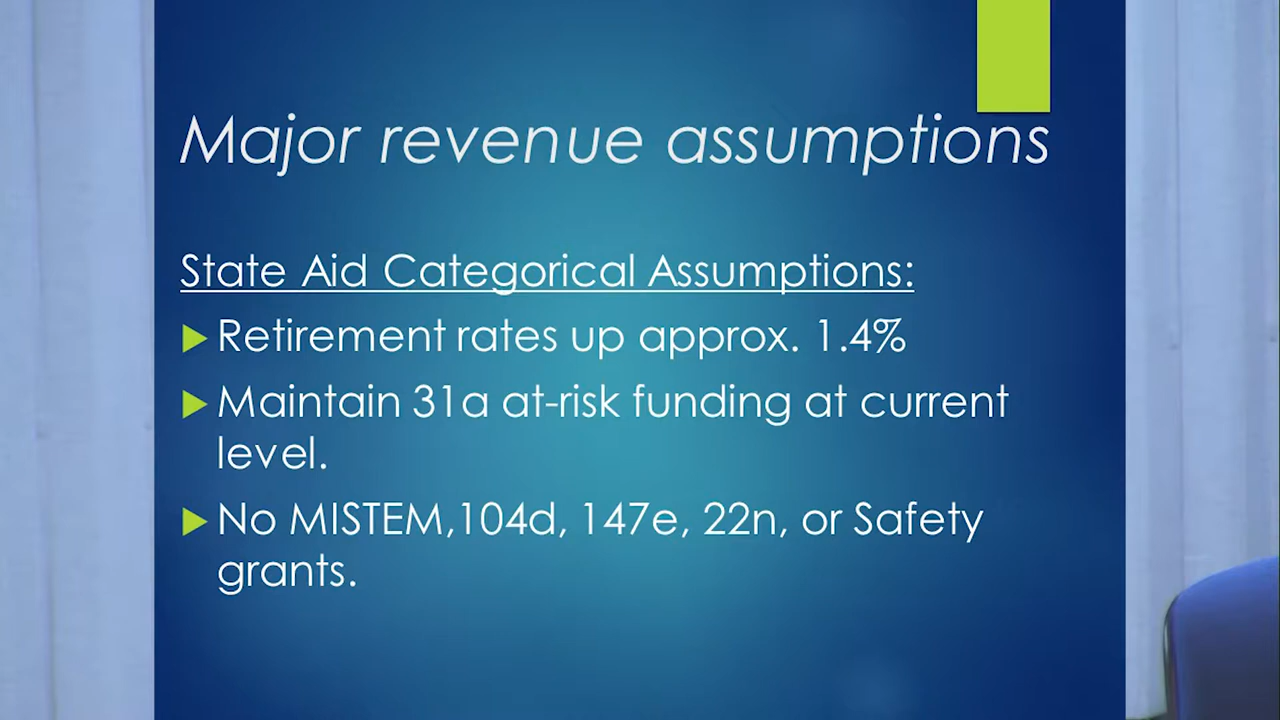 Major revenue assumptions
State Aid Categorical Assumptions:
Retirement rates up approx. 1.4%
Maintain 31a at-risk funding at current
level.
No MISTEM,104d, 147e, 22n, or Safety
grants.